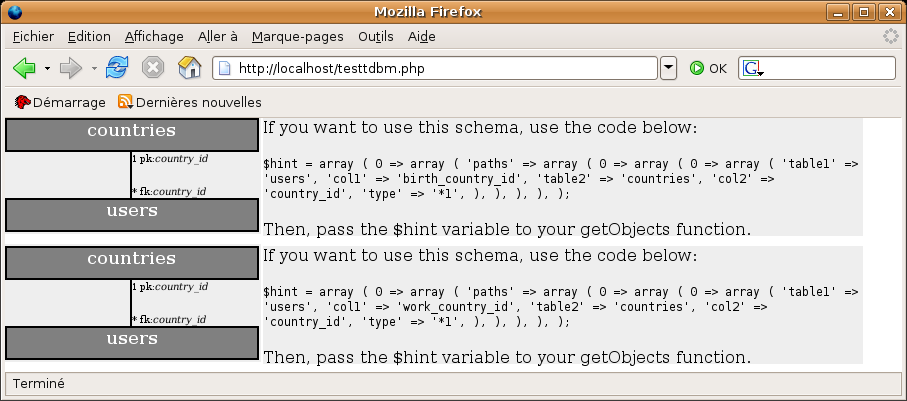 Mozilla Firefox
Fichier Edition Affichage Aller à Marque-pages Outils Aide
http://localhost/testtdbm.php OK G
Démarrage Dernières nouvelles
countries
1 pk:country_id
* fk:country_id
users
If you want to use this schema, use the code below:
$hint = array ( 0 => array ( 'paths' => array ( 0 => array ( 0 => array ( 'table1' =>
'users', 'col1' => 'birth_country_id', 'table2' => 'countries', 'col2' =>
'country_id', 'type' => '*1', ), ), ), ), );
Then, pass the $hint variable to your getObjects function.
countries
1 pk:country_id
* fk:country_id
users
If you want to use this schema, use the code below:
$hint = array ( 0 => array ( 'paths' => array ( 0 => array ( 0 => array ( 'table1' =>
'users', 'col1' => 'work_country_id', 'table2' => 'countries', 'col2' =>
'country_id', 'type' => '*1', ), ), ), ), );
Then, pass the $hint variable to your getObjects function.
Terminé